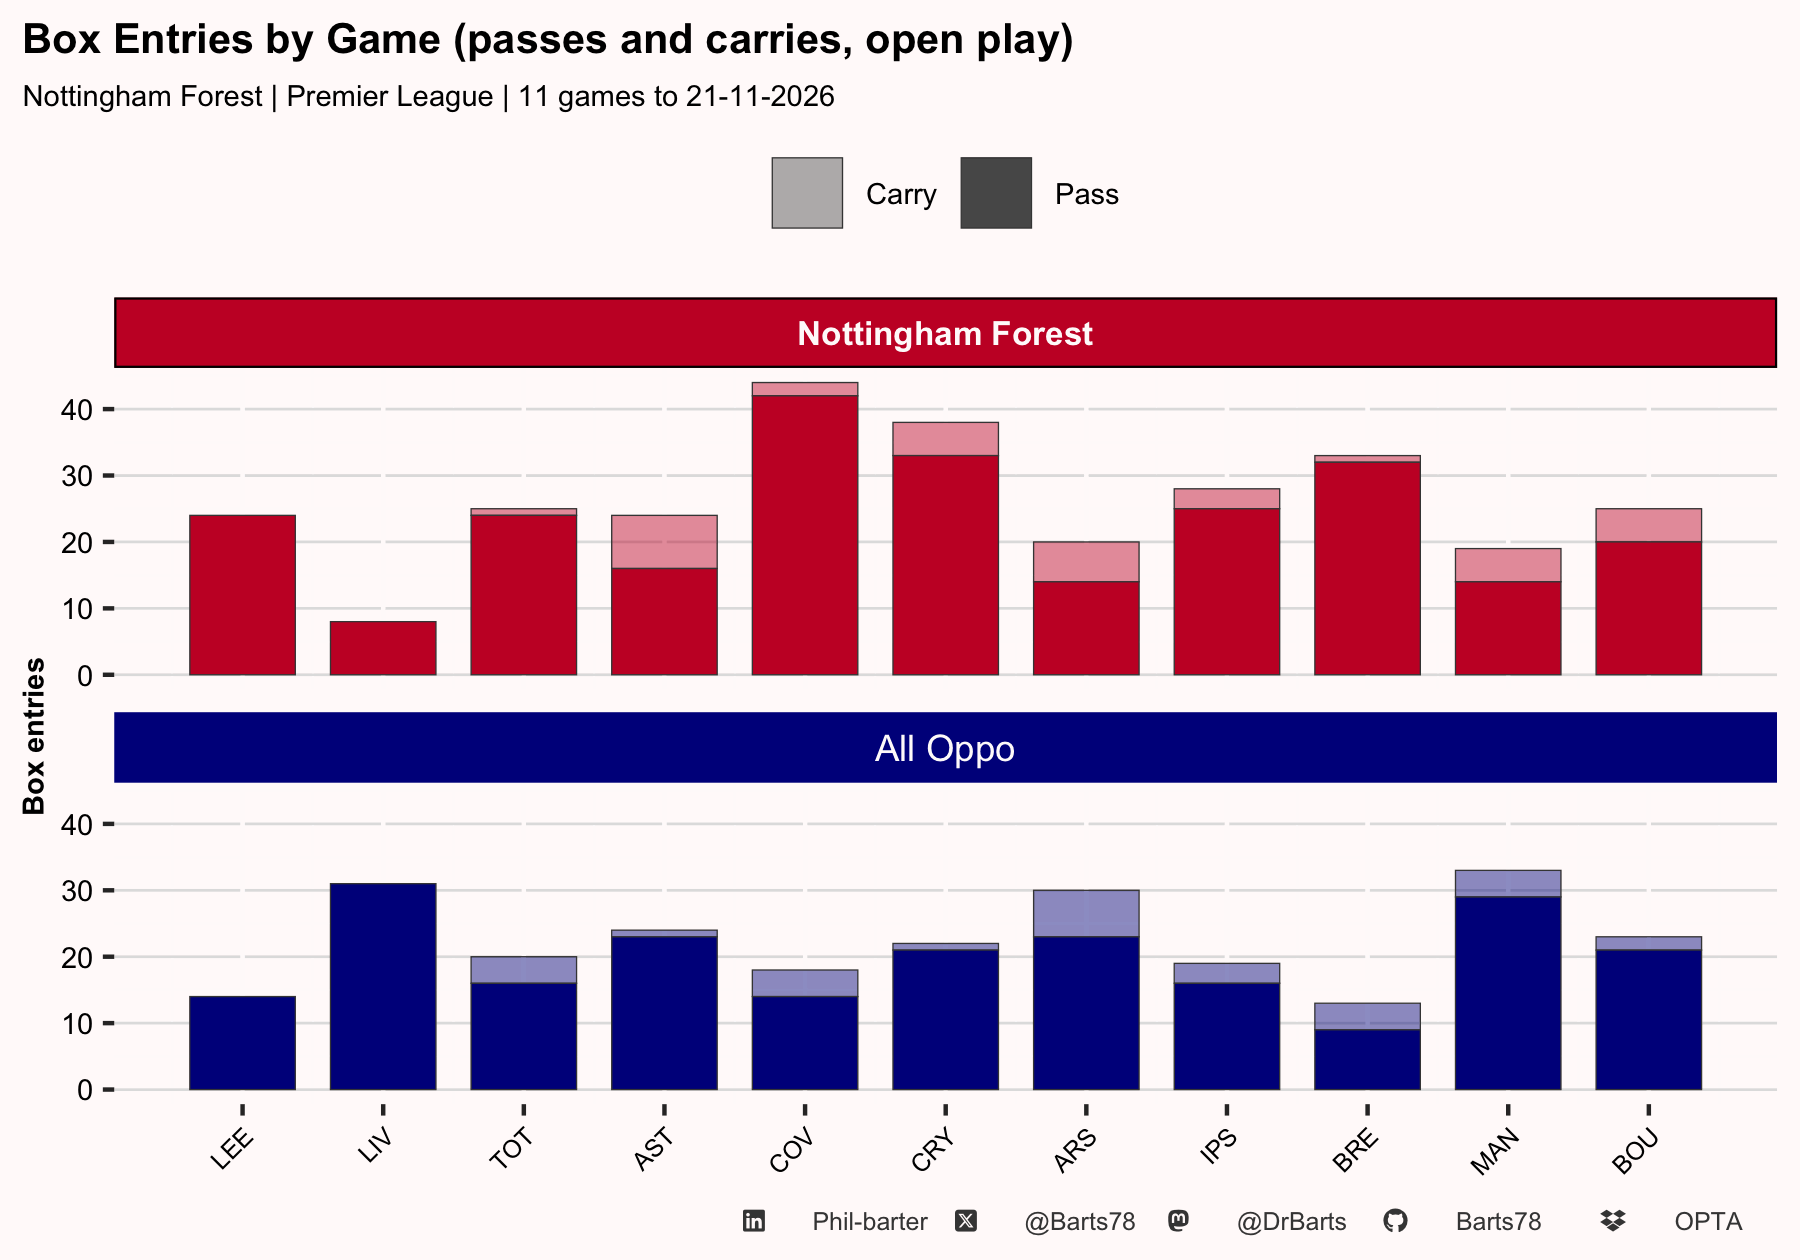 Box Entries by Game (passes and carries, open play)
Nottingham Forest | Premier League | 11 games to 21-11-2026
Carry Pass
Nottingham Forest
40
30
20
10
0
Box entries
All Oppo
40
30
20
10
0
LEE LIV TOT AST COV CRY ARS IPS BRE MAN BOU
Phil-barter @Barts78 @DrBarts Barts78 OPTA